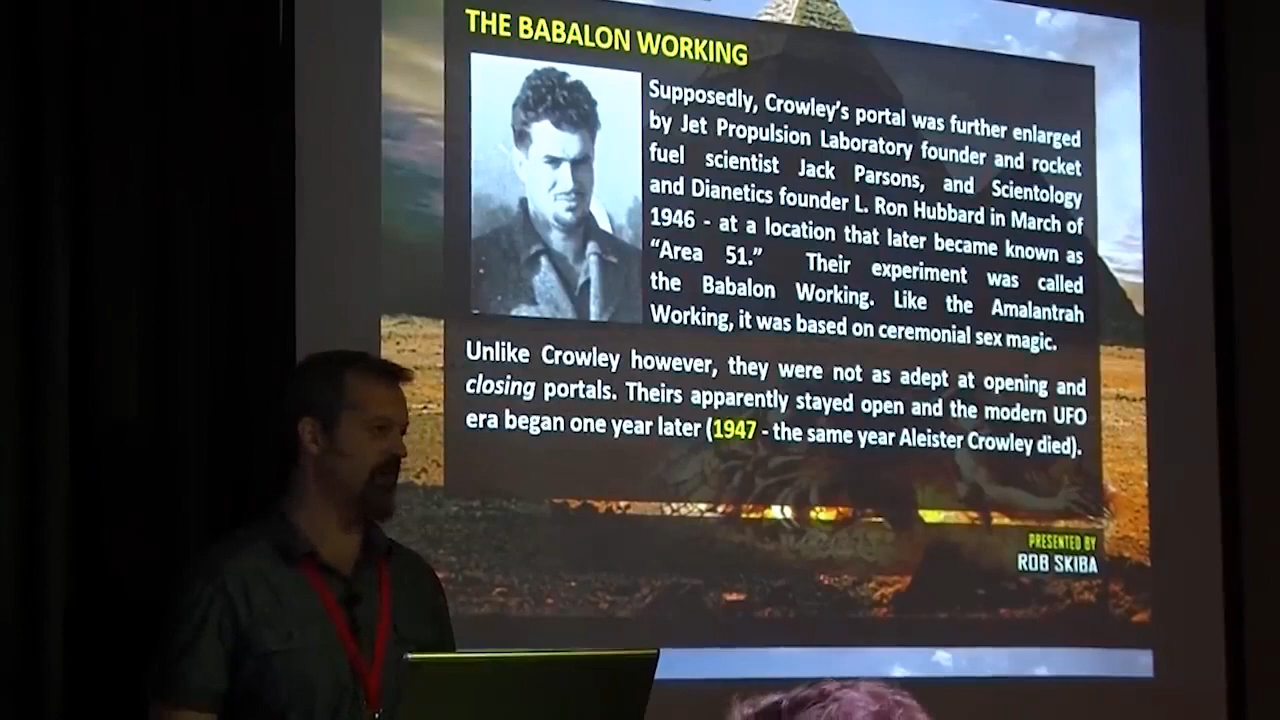 THE BABALON WORKING
Supposedly, Crowley's portal was further enlarged
by Jet Propulsion Laboratory founder and rocket
fuel scientist Jack Parsons, and Scientology
and Dianetics founder L. Ron Hubbard in March of
1946 - at a location that later became known as
“Area 51.” Their experiment was called
the Babalon Working. Like the Amalantrah
Working, it was based on ceremonial sex magic.
Unlike Crowley however, they were not as adept at opening and
closing portals. Theirs apparently stayed open and the modern UFO
era began one year later (1947 - the same year Aleister Crowley died).
PRESENTED BY
ROB SKIBA